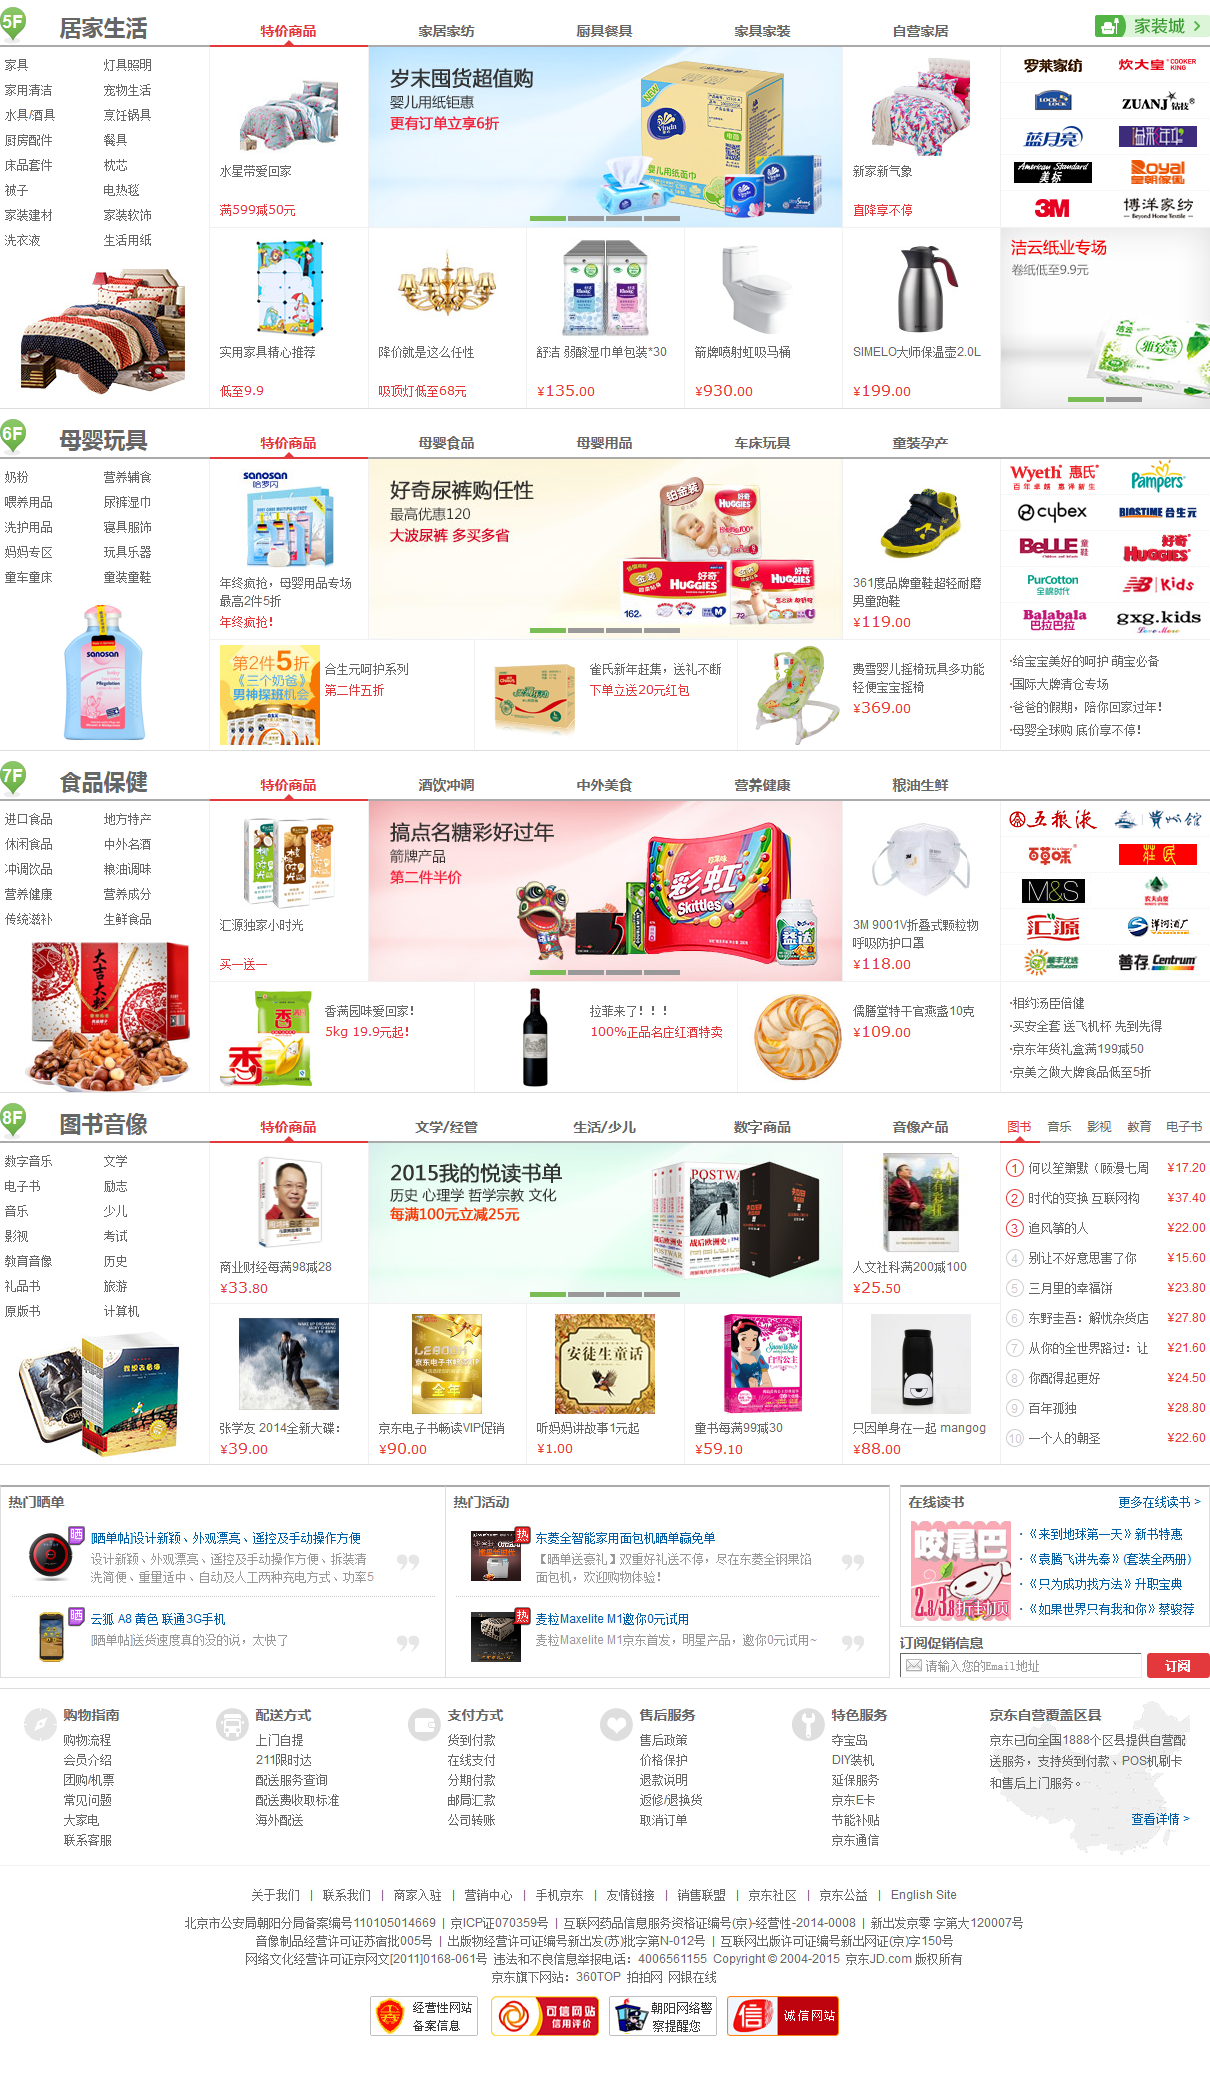 5F 居家生活 特价商品 家居家纺 厨具餐具 家具家装 自营家居 家装城 >
家具 灯具照明
家用清洁 宠物生活
水具/酒具 烹饪锅具
厨房配件 餐具
床品套件 枕芯
被子 电热毯
家装建材 家装软饰
洗衣液 生活用纸
水星带爱回家
满599减50元
岁末囤货超值购
婴儿用纸钜惠
更有订单立享6折
新家新气象
直降享不停
罗莱家纺 炊大皇 COOKER KING
LOCK&LOCK ZUANJ 钻技
蓝月亮 溢彩年华
American Standard 美标 Royal 皇朝傢俬
3M 博洋家纺 Beyond Home Textile
实用家具精心推荐
低至9.9
降价就是这么任性
吸顶灯低至68元
舒洁 弱酸湿巾单包装*30
¥135.00
箭牌喷射虹吸马桶
¥930.00
SIMELO大师保温壶2.0L
¥199.00
洁云纸业专场
卷纸低至9.9元
6F 母婴玩具 特价商品 母婴食品 母婴用品 车床玩具 童装孕产
奶粉 营养辅食
喂养用品 尿裤湿巾
洗护用品 寝具服饰
妈妈专区 玩具乐器
童车童床 童装童鞋
sanosan
哈罗闪
年终疯抢，母婴用品专场
最高2件5折
年终疯抢！
好奇尿裤购任性
最高优惠120
大波尿裤 多买多省
361度品牌童鞋超轻耐磨
男童跑鞋
¥119.00
Wyeth 惠氏 Pampers
百年卓越 惠泽新生
cybex BIOSTIME 合生元
BeLLE 童鞋 好奇 HUGGIES
PurCotton 全棉时代 NB Kids
Balabala 巴拉巴拉 gxg.kids
第2件5折
《三个奶爸》
男神探班机会
合生元呵护系列
第二件五折
雀氏新年赶集，送礼不断
下单立送20元红包
费雪婴儿摇椅玩具多功能
轻便宝宝摇椅
¥369.00
·给宝宝美好的呵护 萌宝必备
·国际大牌清仓专场
·爸爸的假期，陪你回家过年！
·母婴全球购 底价享不停！
7F 食品保健 特价商品 酒饮冲调 中外美食 营养健康 粮油生鲜
进口食品 地方特产
休闲食品 中外名酒
冲调饮品 粮油调味
营养健康 营养成分
传统滋补 生鲜食品
汇源独家小时光
买一送一
搞点名糖彩好过年
箭牌产品
第二件半价
彩虹
Skittles
益达
3M 9001V折叠式颗粒物
呼吸防护口罩
¥118.00
五粮液 贵州馆
百草味 庄民
M&S 农夫山庄
汇源 洋河酒厂
顺丰优选 善存 Centrum
香满园味爱回家！
5kg 19.9元起！
拉菲来了！！！
100%正品名庄红酒特卖
儒膳堂特干官燕盏10克
¥109.00
·相约汤臣倍健
·买安全套 送飞机杯 先到先得
·京东年货礼盒满199减50
·京美之做大牌食品低至5折
8F 图书音像 特价商品 文学/经管 生活/少儿 数字商品 音像产品 图书 音乐 影视 教育 电子书
数字音乐 文学
电子书 励志
音乐 少儿
影视 考试
教育音像 历史
礼品书 旅游
原版书 计算机
商业财经每满98减28
¥33.80
2015我的悦读书单
历史 心理学 哲学宗教 文化
每满100元立减25元
人文社科满200减100
¥25.50
1 何以笙箫默（顾漫七周 ¥17.20
2 时代的变换 互联网构 ¥37.40
3 追风筝的人 ¥22.00
4 别让不好意思害了你 ¥15.60
5 三月里的幸福饼 ¥23.80
6 东野圭吾：解忧杂货店 ¥27.80
7 从你的全世界路过：让 ¥21.60
8 你配得起更好 ¥24.50
9 百年孤独 ¥28.80
10 一个人的朝圣 ¥22.60
张学友 2014全新大碟：
¥39.00
京东电子书畅读VIP促销
¥90.00
安徒生童话
听妈妈讲故事1元起
¥1.00
白雪公主
童书每满99减30
¥59.10
只因单身在一起 mangog
¥88.00
热门晒单
晒 [晒单帖]设计新颖、外观漂亮、遥控及手动操作方便
设计新颖、外观漂亮、遥控及手动操作方便、拆装清
洗简便、重量适中、自动及人工两种充电方式、功率5
晒 云狐 A8 黄色 联通3G手机
[晒单帖]送货速度真的没的说，太快了
热门活动
热 东菱全智能家用面包机晒单赢免单
【晒单送豪礼】双重好礼送不停，尽在东菱全钢果馅
面包机，欢迎购物体验！
热 麦粒Maxelite M1邀你0元试用
麦粒Maxelite M1京东首发，明星产品，邀你0元试用~
在线读书 更多在线读书 >
咬尾巴
2.8/3.8折封顶
·《来到地球第一天》新书特惠
·《袁腾飞讲先秦》(套装全两册)
·《只为成功找方法》升职宝典
·《如果世界只有我和你》蔡骏荐
订阅促销信息
请输入您的Email地址 订阅
购物指南
购物流程
会员介绍
团购/机票
常见问题
大家电
联系客服
配送方式
上门自提
211限时达
配送服务查询
配送费收取标准
海外配送
支付方式
货到付款
在线支付
分期付款
邮局汇款
公司转账
售后服务
售后政策
价格保护
退款说明
返修/退换货
取消订单
特色服务
夺宝岛
DIY装机
延保服务
京东E卡
节能补贴
京东通信
京东自营覆盖区县
京东已向全国1888个区县提供自营配
送服务，支持货到付款、POS机刷卡
和售后上门服务。
查看详情 >
关于我们 | 联系我们 | 商家入驻 | 营销中心 | 手机京东 | 友情链接 | 销售联盟 | 京东社区 | 京东公益 | English Site
北京市公安局朝阳分局备案编号110105014669 | 京ICP证070359号 | 互联网药品信息服务资格证编号(京)-经营性-2014-0008 | 新出发京零 字第大120007号
音像制品经营许可证苏宿批005号 | 出版物经营许可证编号新出发(苏)批字第N-012号 | 互联网出版许可证编号新出网证(京)字150号
网络文化经营许可证京网文[2011]0168-061号 违法和不良信息举报电话：4006561155 Copyright © 2004-2015 京东JD.com 版权所有
京东旗下网站：360TOP 拍拍网 网银在线
经营性网站
备案信息
可信网站
信用评价
朝阳网络警
察提醒您
诚信网站